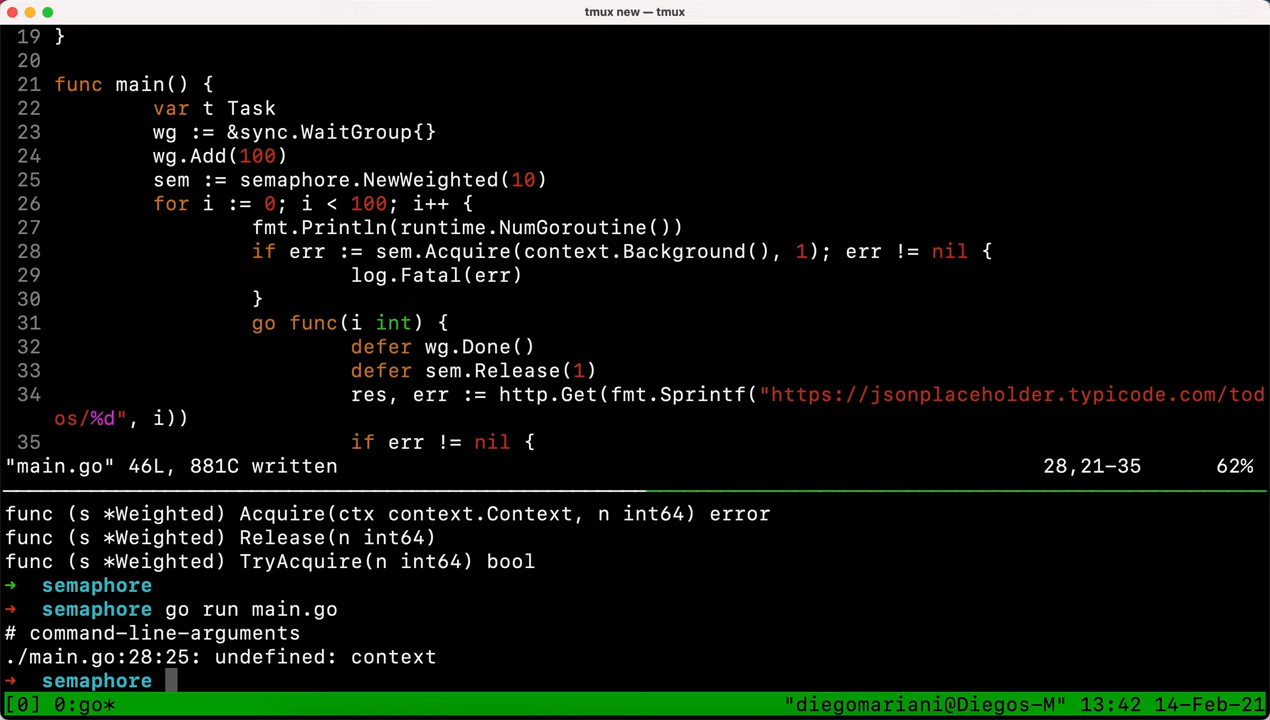 tmux new — tmux
19 }
20
21 func main() {
22 var t Task
23 wg := &sync.WaitGroup{}
24 wg.Add(100)
25 sem := semaphore.NewWeighted(10)
26 for i := 0; i < 100; i++ {
27 fmt.Println(runtime.NumGoroutine())
28 if err := sem.Acquire(context.Background(), 1); err != nil {
29 log.Fatal(err)
30 }
31 go func(i int) {
32 defer wg.Done()
33 defer sem.Release(1)
34 res, err := http.Get(fmt.Sprintf("https://jsonplaceholder.typicode.com/tod
os/%d", i))
35 if err != nil {
"main.go" 46L, 881C written 28,21-35 62%
func (s *Weighted) Acquire(ctx context.Context, n int64) error
func (s *Weighted) Release(n int64)
func (s *Weighted) TryAcquire(n int64) bool
→ semaphore
→ semaphore go run main.go
# command-line-arguments
./main.go:28:25: undefined: context
→ semaphore
[0] 0:go* "diegomariani@Diegos-M" 13:42 14-Feb-21